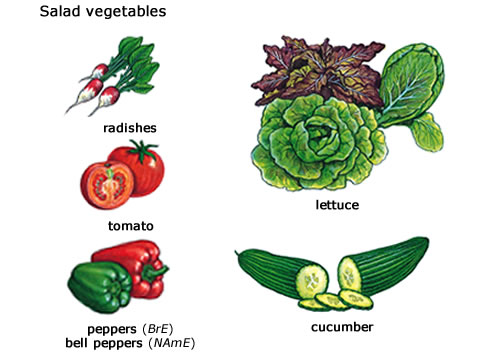 Salad vegetables
radishes
lettuce
tomato
peppers (BrE)
bell peppers (NAmE)
cucumber